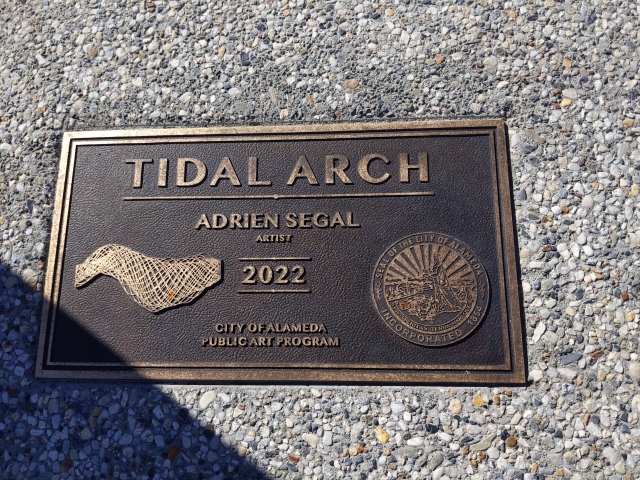 TIDAL ARCH
ADRIEN SEGAL
ARTIST
2022
CITY OF ALAMEDA
PUBLIC ART PROGRAM
SEAL OF THE CITY OF ALAMEDA
INCORPORATED